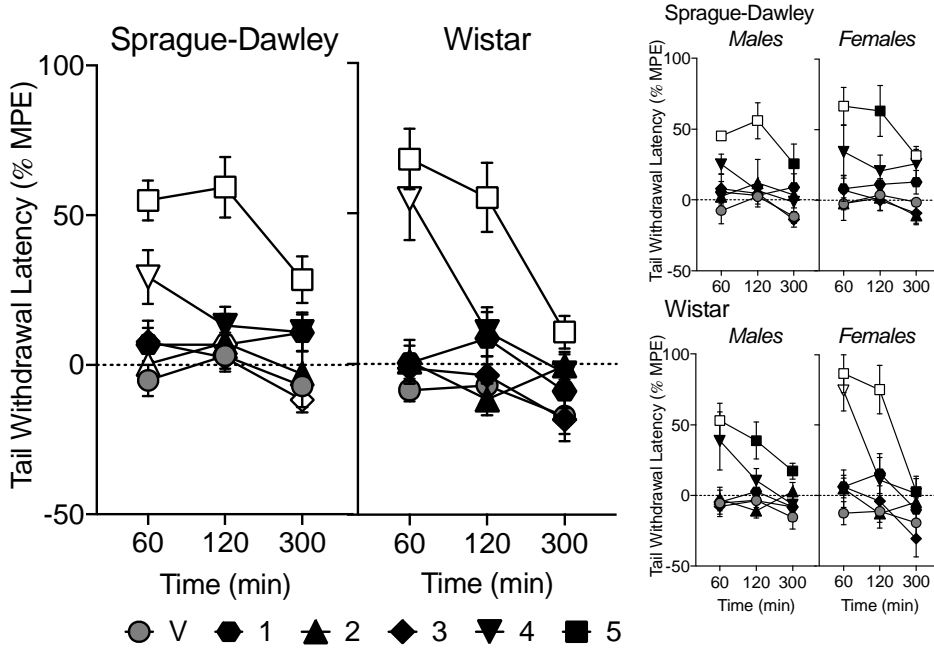 Sprague-Dawley
Wistar
Tail Withdrawal Latency (% MPE)
100
50
0
-50
60 120 300
60 120 300
Time (min)
Time (min)
V 1 2 3 4 5
Sprague-Dawley
Males
Females
Tail Withdrawal Latency (% MPE)
100
50
0
-50
60 120 300
60 120 300
Wistar
Males
Females
Tail Withdrawal Latency (% MPE)
100
50
0
-50
60 120 300
60 120 300
Time (min)
Time (min)